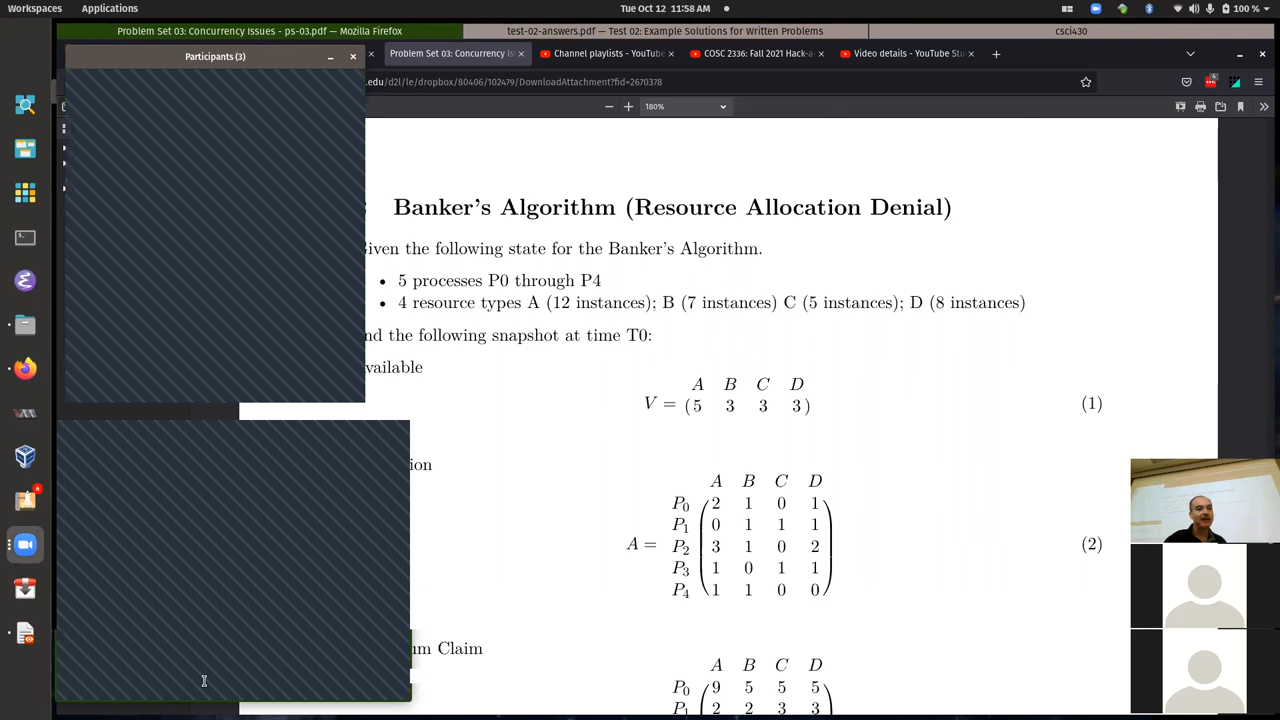 Workspaces Applications Tue Oct 12 11:58 AM 100 %
Problem Set 03: Concurrency Issues - ps-03.pdf — Mozilla Firefox test-02-answers.pdf — Test 02: Example Solutions for Written Problems csci430
Participants (3) Problem Set 03: Concurrency Is Channel playlists - YouTube COSC 2336: Fall 2021 Hack-a- Video details - YouTube Stu
.edu/d2l/le/dropbox/80406/102479/DownloadAttachment?fid=2670378
180%
Banker's Algorithm (Resource Allocation Denial)
Given the following state for the Banker's Algorithm.
• 5 processes P0 through P4
• 4 resource types A (12 instances); B (7 instances) C (5 instances); D (8 instances)
nd the following snapshot at time T0:
vailable
A B C D
V = (5 3 3 3) (1)
ion
A B C D
P0 2 1 0 1
P1 0 1 1 1
A = P2 3 1 0 2 (2)
P3 1 0 1 1
P4 1 1 0 0
um Claim
A B C D
P0 9 5 5 5
P1 2 2 3 3